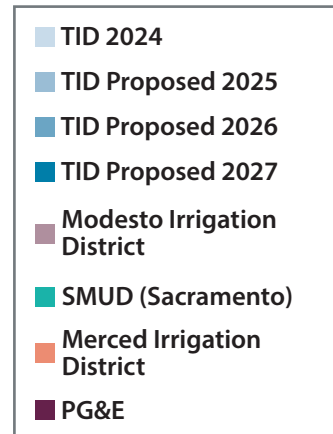 TID 2024
TID Proposed 2025
TID Proposed 2026
TID Proposed 2027
Modesto Irrigation
District
SMUD (Sacramento)
Merced Irrigation
District
PG&E